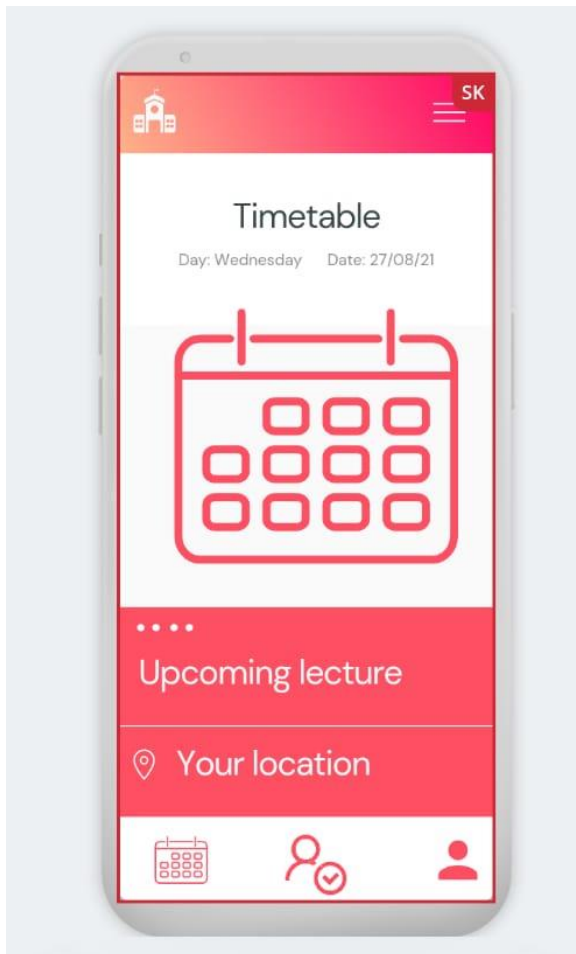 SK
Timetable
Day: Wednesday Date: 27/08/21
Upcoming lecture
Your location